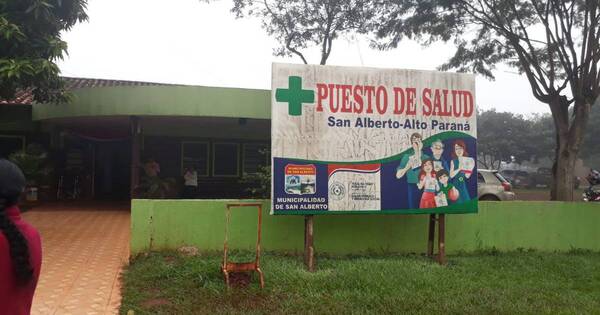 PUESTO DE SALUD
San Alberto-Alto Paraná
MUNICIPALIDAD
DE SAN ALBERTO